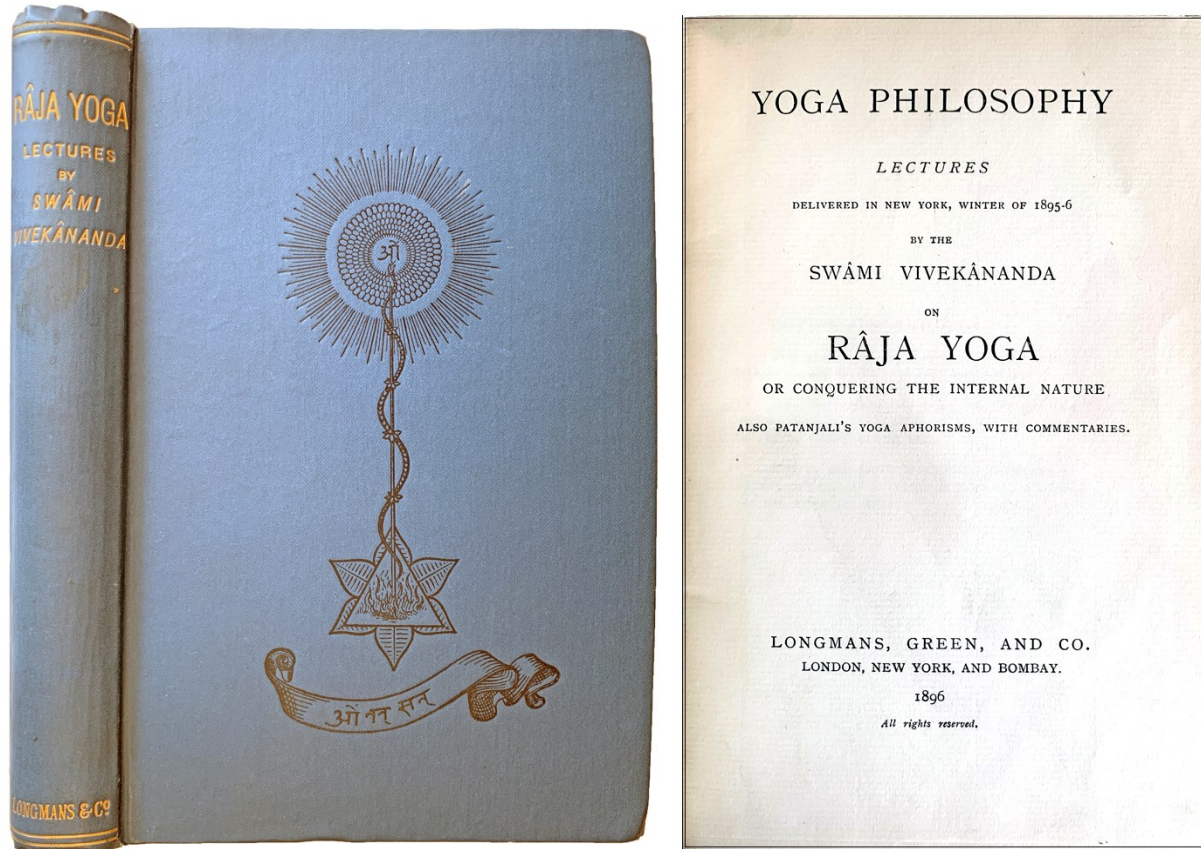 RÂJA YOGA
LECTURES
BY
SWÂMI
VIVEKÂNANDA
LONGMANS & Cº
ओं
ओं तत् सत्
YOGA PHILOSOPHY
LECTURES
DELIVERED IN NEW YORK, WINTER OF 1895-6
BY THE
SWÂMI VIVEKÂNANDA
ON
RÂJA YOGA
OR CONQUERING THE INTERNAL NATURE
ALSO PATANJALI'S YOGA APHORISMS, WITH COMMENTARIES.
LONGMANS, GREEN, AND CO.
LONDON, NEW YORK, AND BOMBAY.
1896
All rights reserved.